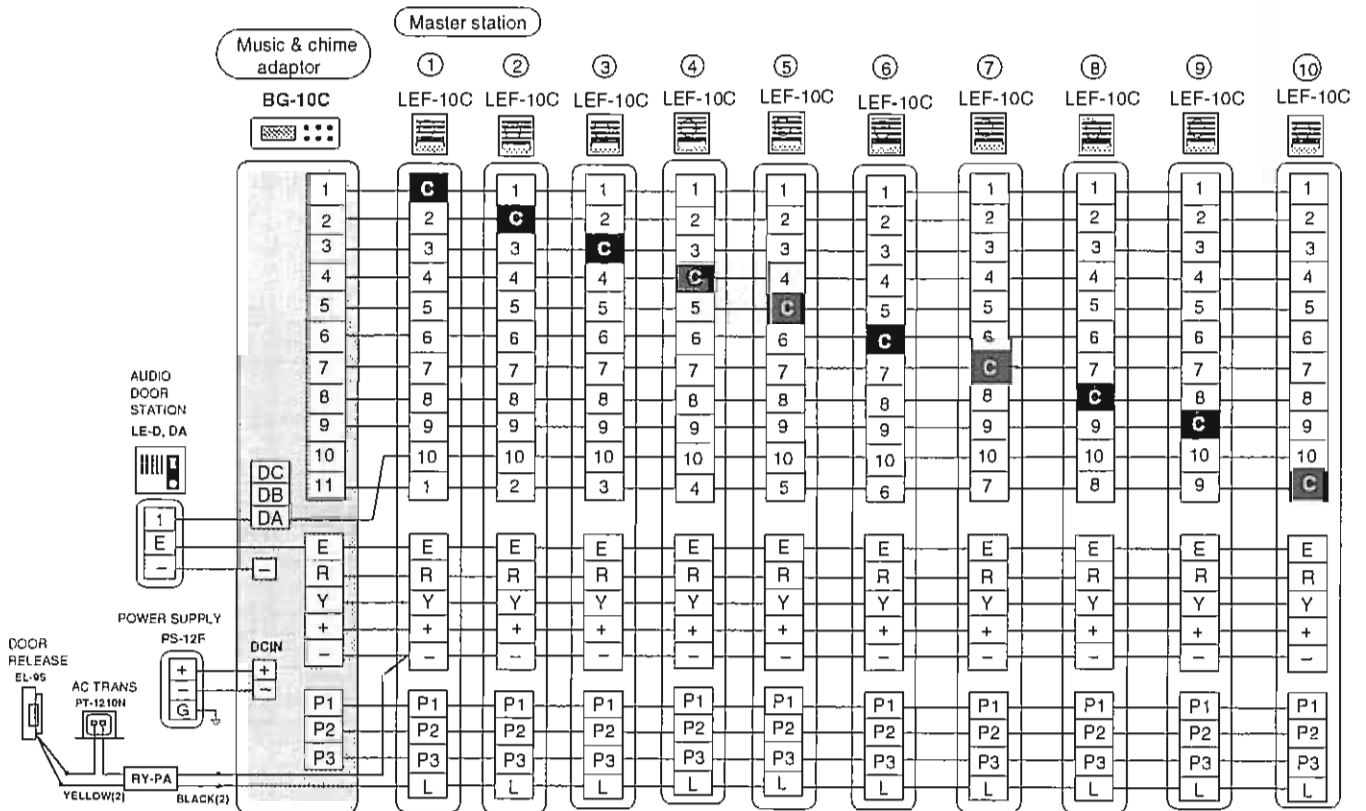 Master station
Music & chime
adaptor
BG-10C
① ② ③ ④ ⑤ ⑥ ⑦ ⑧ ⑨ ⑩
LEF-10C LEF-10C LEF-10C LEF-10C LEF-10C LEF-10C LEF-10C LEF-10C LEF-10C LEF-10C
1 C 1 1 1 1 1 1 1 1 1
2 2 C 2 2 2 2 2 2 2 2
3 3 3 C 3 3 3 3 3 3 3
4 4 4 4 C 4 4 4 4 4 4
5 5 5 5 5 C 5 5 5 5 5
6 6 6 6 6 6 C 6 6 6 6
7 7 7 7 7 7 7 C 7 7 7
8 8 8 8 8 8 8 8 C 8 8
9 9 9 9 9 9 9 9 9 C 9
10 10 10 10 10 10 10 10 10 10 10
11 1 2 3 4 5 6 7 8 9 C
AUDIO
DOOR
STATION
LE-D, DA
DC
DB
DA
1
E
–
–
E E E E E E E E E E E
R R R R R R R R R R R
Y Y Y Y Y Y Y Y Y Y Y
+ + + + + + + + + + +
– – – – – – – – – – –
POWER SUPPLY
PS-12F
+
–
G
DCIN
+
–
DOOR
RELEASE
EL-9S
AC TRANS
PT-1210N
P1 P1 P1 P1 P1 P1 P1 P1 P1 P1 P1
P2 P2 P2 P2 P2 P2 P2 P2 P2 P2 P2
P3 P3 P3 P3 P3 P3 P3 P3 P3 P3 P3
L L L L L L L L L L
RY-PA
YELLOW(2)
BLACK(2)